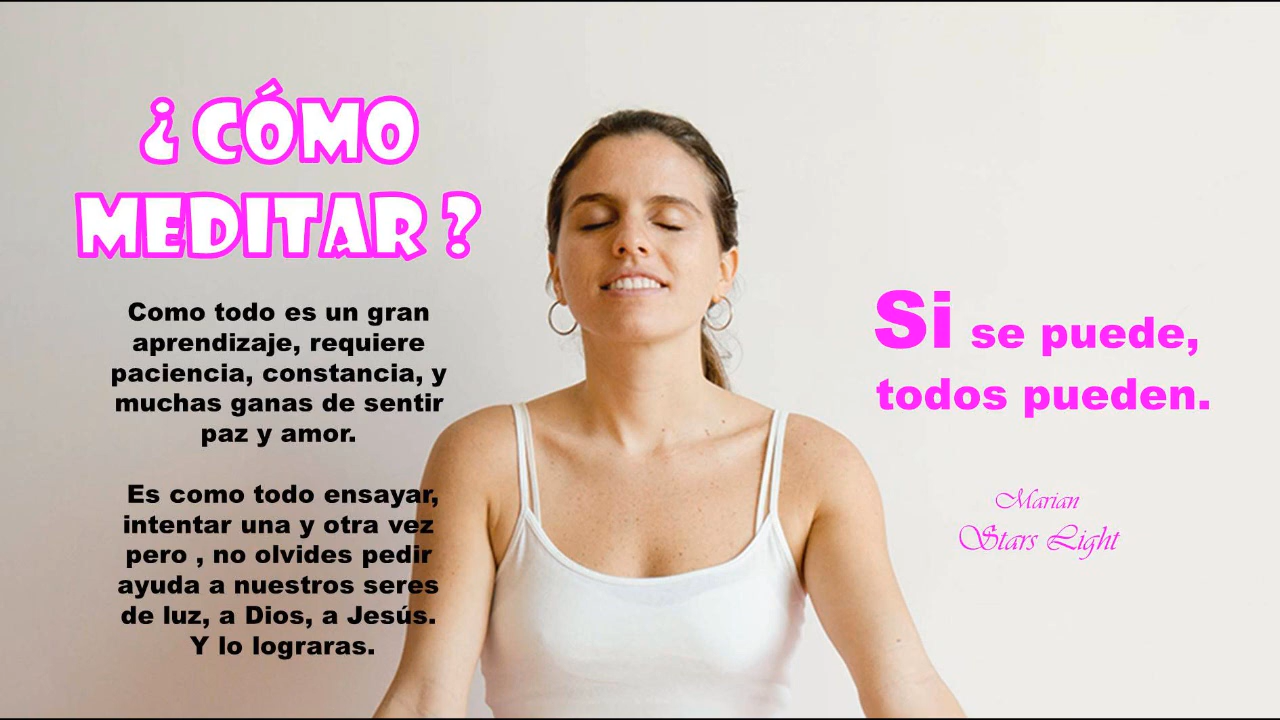 ¿ CÓMO
MEDITAR ?
Como todo es un gran
aprendizaje, requiere
paciencia, constancia, y
muchas ganas de sentir
paz y amor.
Es como todo ensayar,
intentar una y otra vez
pero , no olvides pedir
ayuda a nuestros seres
de luz, a Dios, a Jesús.
Y lo lograras.
Si se puede,
todos pueden.
Marian
Stars Light